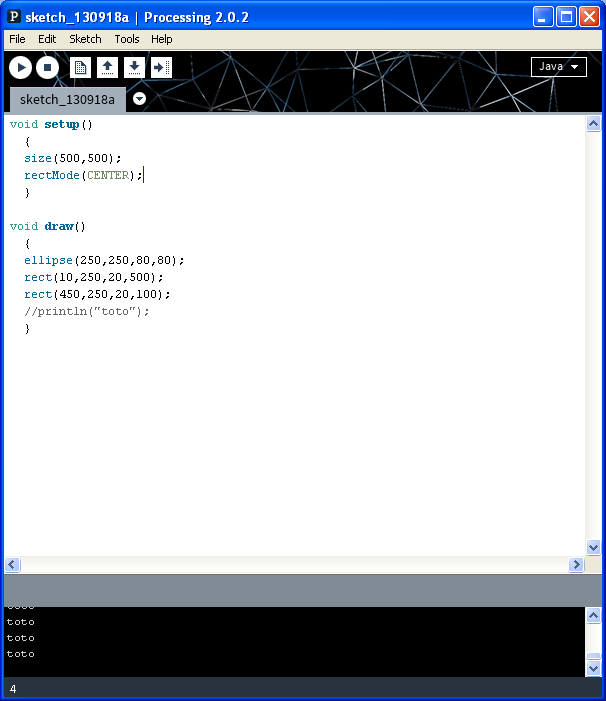 sketch_130918a | Processing 2.0.2
File Edit Sketch Tools Help
Java
sketch_130918a
void setup()
{
size(500,500);
rectMode(CENTER);
}
void draw()
{
ellipse(250,250,80,80);
rect(10,250,20,500);
rect(450,250,20,100);
//println("toto");
}
toto
toto
toto
4